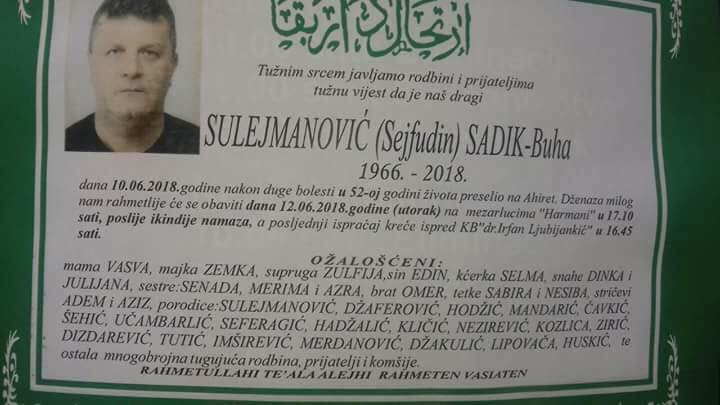 ارتحال دار بقا
Tužnim srcem javljamo rodbini i prijateljima
tužnu vijest da je naš dragi
SULEJMANOVIĆ (Sejfudin) SADIK-Buha
1966. - 2018.
dana 10.06.2018.godine nakon duge bolesti u 52-oj godini života preselio na Ahiret. Dženaza milog
nam rahmetlije će se obaviti dana 12.06.2018.godine (utorak) na mezarlucima "Harmani" u 17.10
sati, poslije ikindije namaza, a posljednji ispraćaj kreće ispred KB"dr.Irfan Ljubijankić" u 16.45
sati.
OŽALOŠĆENI:
mama VASVA, majka ZEMKA, supruga ZULFIJA,sin EDIN, kćerka SELMA, snahe DINKA i
JULIJANA, sestre:SENADA, MERIMA i AZRA, brat OMER, tetke SABIRA i NESIBA, stričevi
ADEM i AZIZ, porodice:SULEJMANOVIĆ, DŽAFEROVIĆ, HODŽIĆ, MANDARIĆ, ČAVKIĆ,
ŠEHIĆ, UČAMBARLIĆ, SEFERAGIĆ, HADŽALIĆ, KLIČIĆ, NEZIREVIĆ, KOZLICA, ZIRIĆ,
DIZDAREVIĆ, TUTIĆ, IMŠIREVIĆ, MERDANOVIĆ, DŽAKULIĆ, LIPOVAČA, HUSKIĆ, te
ostala mnogobrojna tugujuća rodbina, prijatelji i komšije.
RAHMETULLAHI TE'ALA ALEJHI RAHMETEN VASIATEN